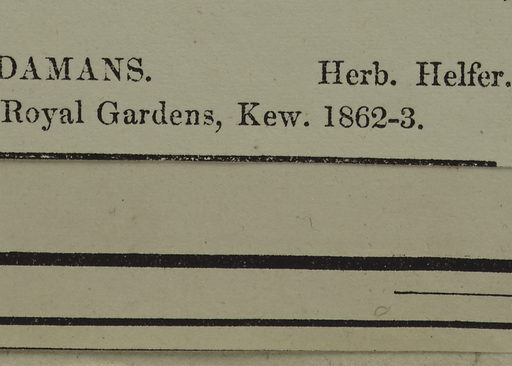 DAMANS. Herb. Helfer.
Royal Gardens, Kew. 1862-3.